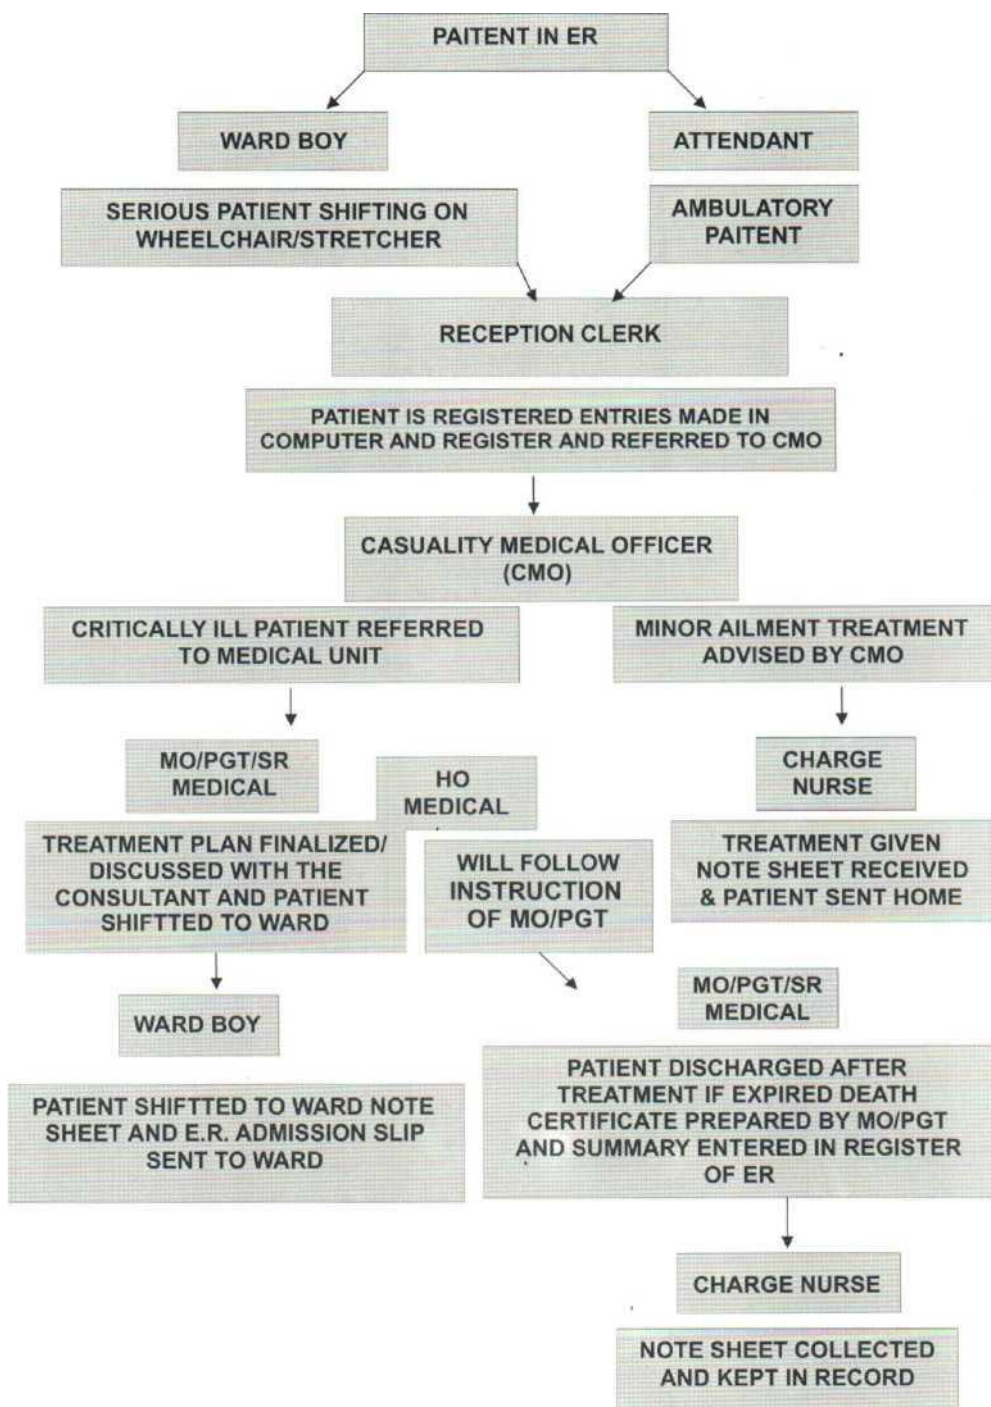 PAITENT IN ER
WARD BOY
ATTENDANT
SERIOUS PATIENT SHIFTING ON
WHEELCHAIR/STRETCHER
AMBULATORY
PAITENT
RECEPTION CLERK
PATIENT IS REGISTERED ENTRIES MADE IN
COMPUTER AND REGISTER AND REFERRED TO CMO
CASUALITY MEDICAL OFFICER
(CMO)
CRITICALLY ILL PATIENT REFERRED
TO MEDICAL UNIT
MINOR AILMENT TREATMENT
ADVISED BY CMO
MO/PGT/SR
MEDICAL
HO
MEDICAL
CHARGE
NURSE
TREATMENT PLAN FINALIZED/
DISCUSSED WITH THE
CONSULTANT AND PATIENT
SHIFTTED TO WARD
WILL FOLLOW
INSTRUCTION
OF MO/PGT
TREATMENT GIVEN
NOTE SHEET RECEIVED
& PATIENT SENT HOME
WARD BOY
MO/PGT/SR
MEDICAL
PATIENT SHIFTTED TO WARD NOTE
SHEET AND E.R. ADMISSION SLIP
SENT TO WARD
PATIENT DISCHARGED AFTER
TREATMENT IF EXPIRED DEATH
CERTIFICATE PREPARED BY MO/PGT
AND SUMMARY ENTERED IN REGISTER
OF ER
CHARGE NURSE
NOTE SHEET COLLECTED
AND KEPT IN RECORD